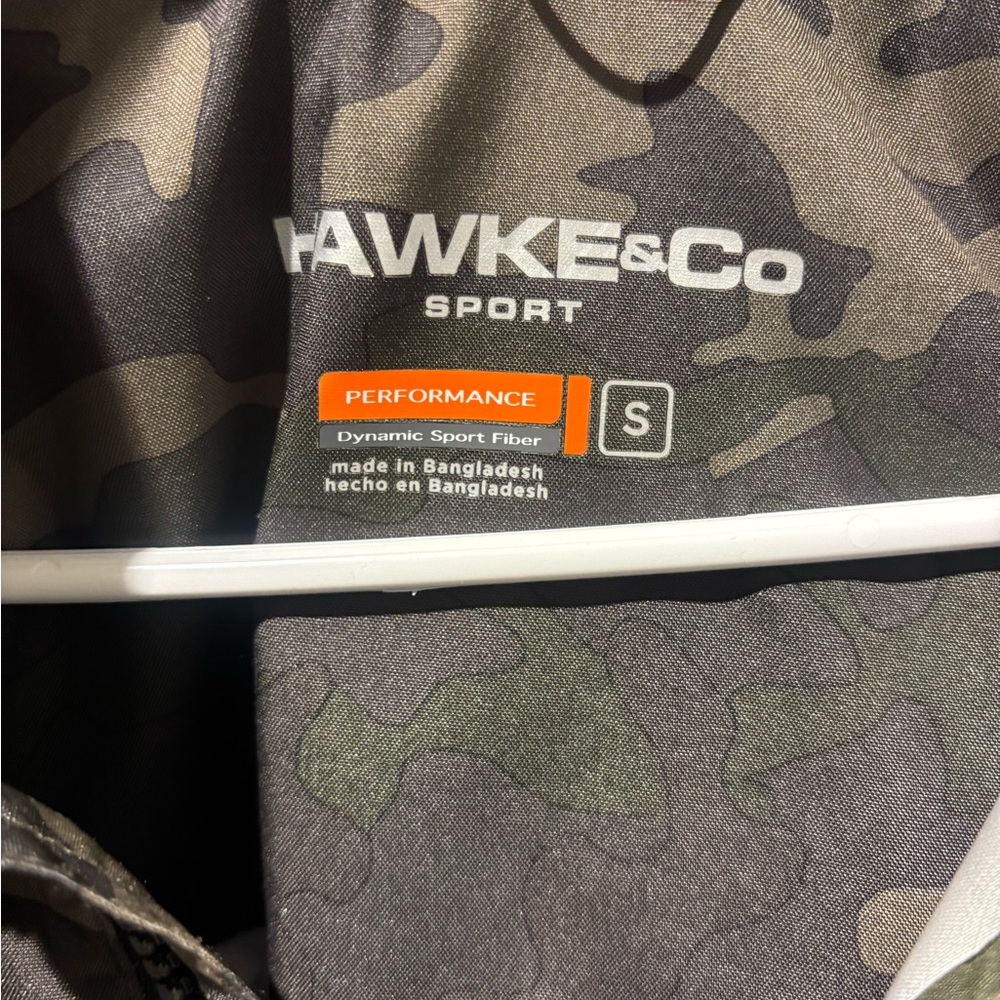 HAWKE&Co
SPORT
PERFORMANCE
S
Dynamic Sport Fiber
made in Bangladesh
hecho en Bangladesh